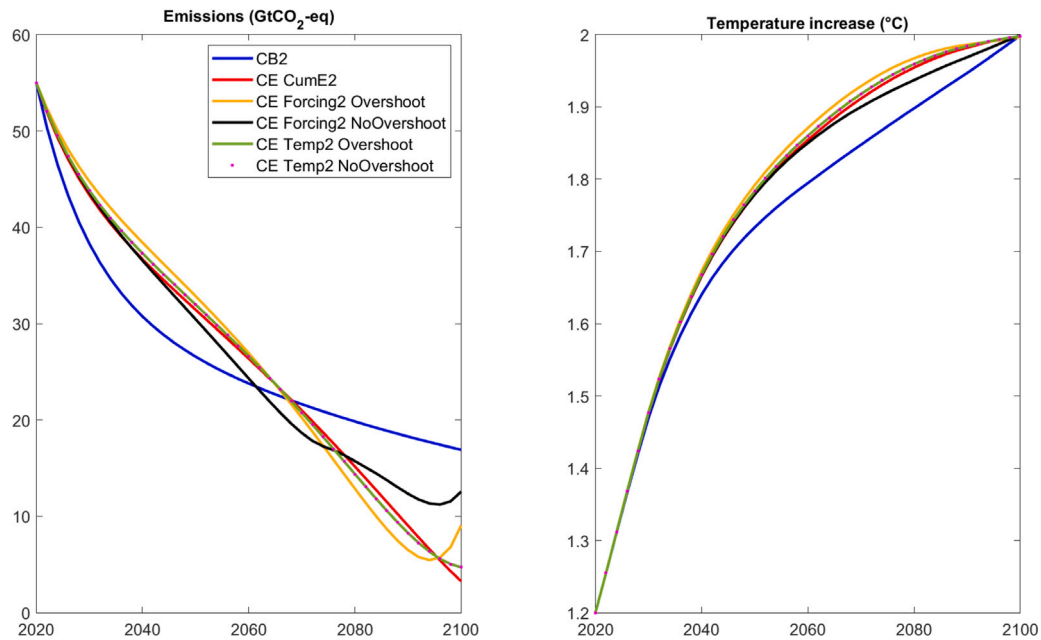 Emissions (GtCO2-eq)
60
50
40
30
20
10
0
2020 2040 2060 2080 2100
CB2
CE CumE2
CE Forcing2 Overshoot
CE Forcing2 NoOvershoot
CE Temp2 Overshoot
CE Temp2 NoOvershoot
Temperature increase (°C)
2
1.9
1.8
1.7
1.6
1.5
1.4
1.3
1.2
2020 2040 2060 2080 2100